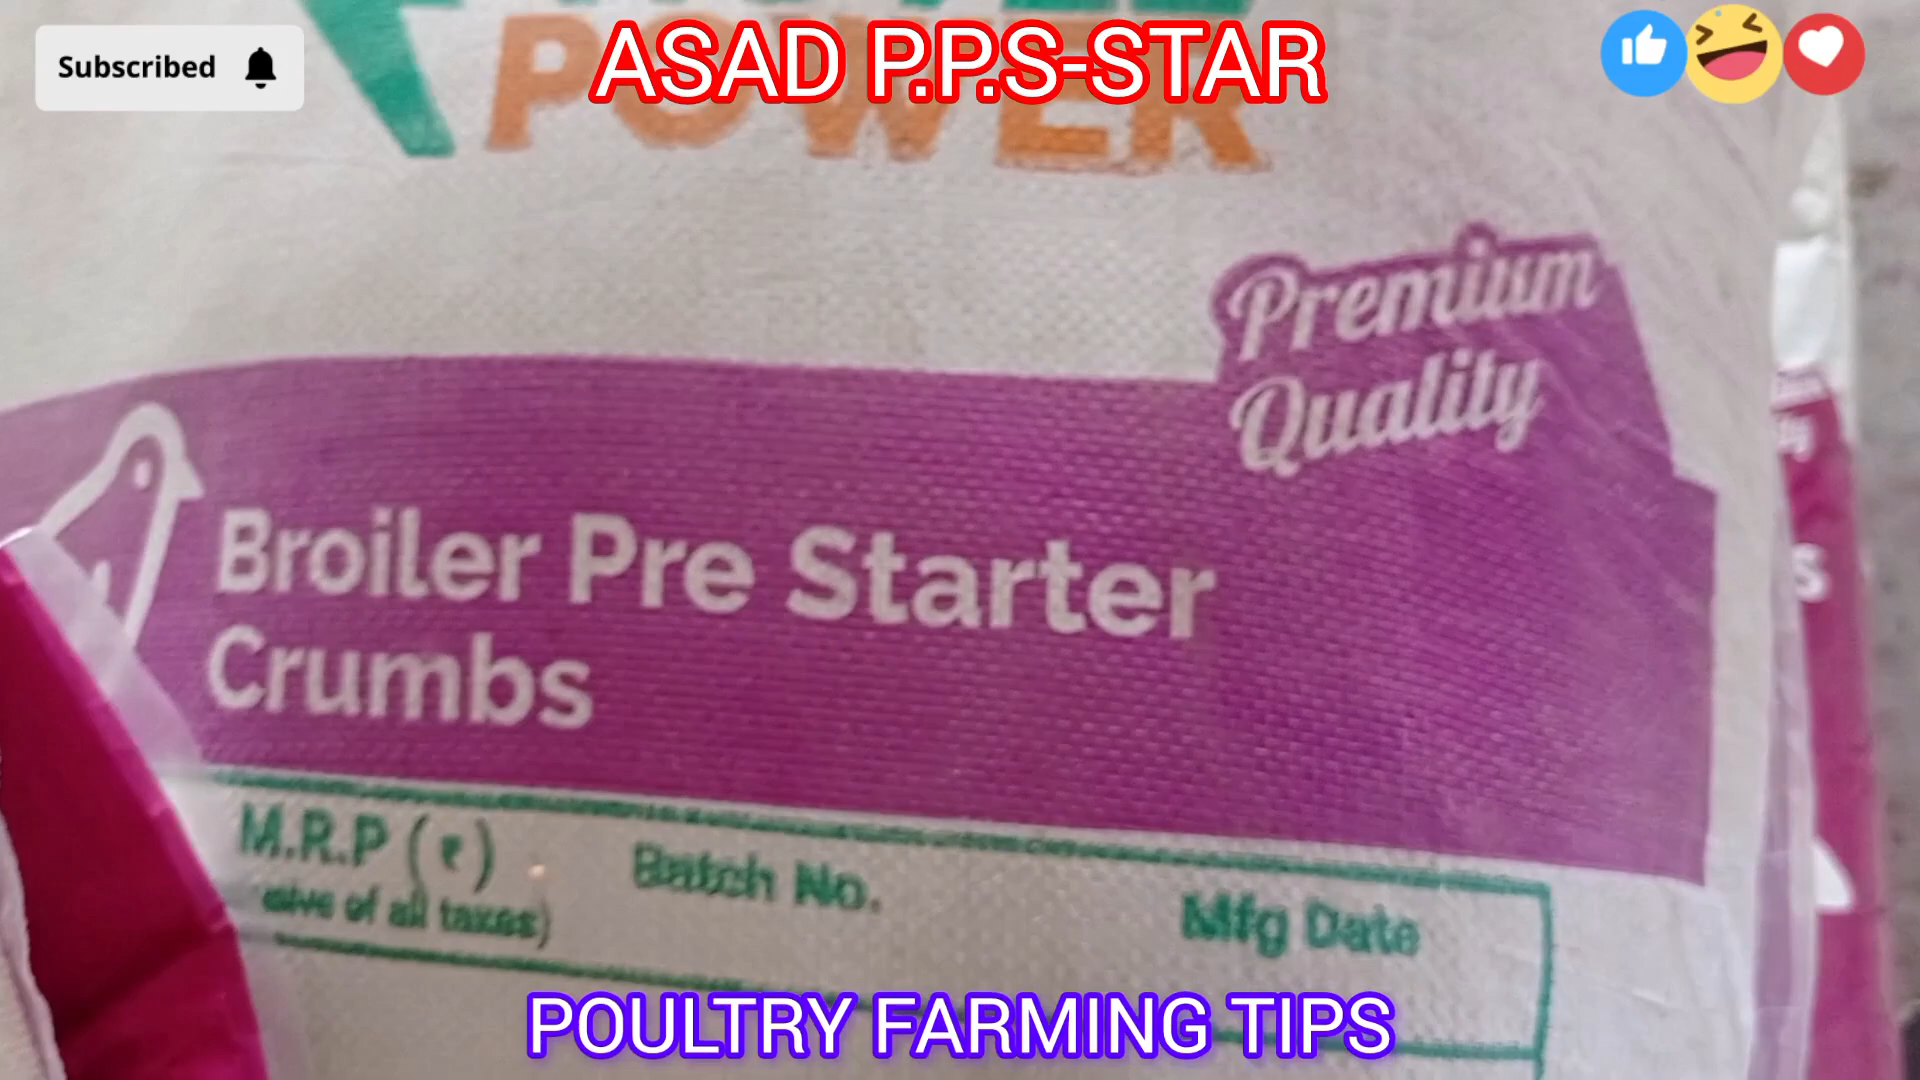 Subscribed
ASAD P.P.S-STAR
POWER
Premium
Quality
Broiler Pre Starter
Crumbs
M.R.P (₹)
of all taxes)
Batch No.
Mfg Date
POULTRY FARMING TIPS